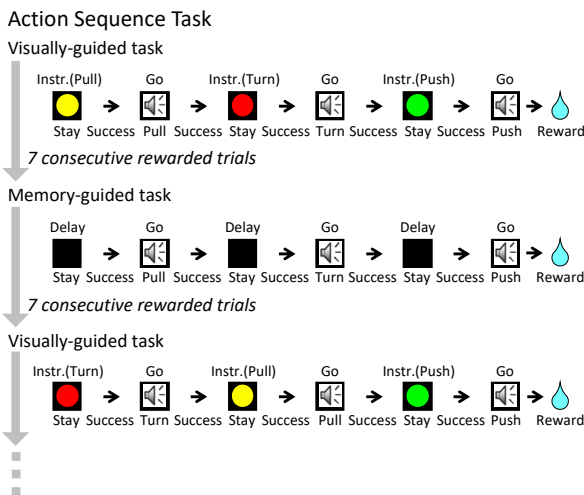 Action Sequence Task
Visually-guided task
Instr.(Pull) Go Instr.(Turn) Go Instr.(Push) Go
Stay Success Pull Success Stay Success Turn Success Stay Success Push Reward
7 consecutive rewarded trials
Memory-guided task
Delay Go Delay Go Delay Go
Stay Success Pull Success Stay Success Turn Success Stay Success Push Reward
7 consecutive rewarded trials
Visually-guided task
Instr.(Turn) Go Instr.(Pull) Go Instr.(Push) Go
Stay Success Turn Success Stay Success Pull Success Stay Success Push Reward